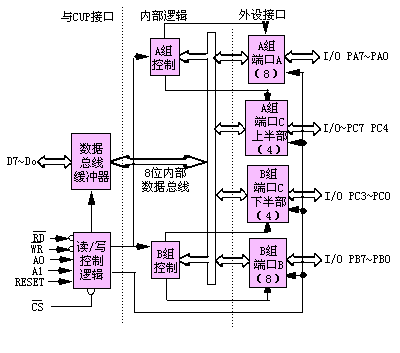 与CUP接口
内部逻辑
外设接口
A组
控制
A组
端口A
(8)
I/O PA7~PA0
A组
端口C
上半部
(4)
I/O~PC7 PC4
D7~Do
数据
总线
缓冲器
8位内部
数据总线
B组
端口C
下半部
(4)
I/O PC3~PC0
RD
WR
A0
A1
RESET
CS
读/写
控制
逻辑
B组
控制
B组
端口B
(8)
I/O PB7~PB0